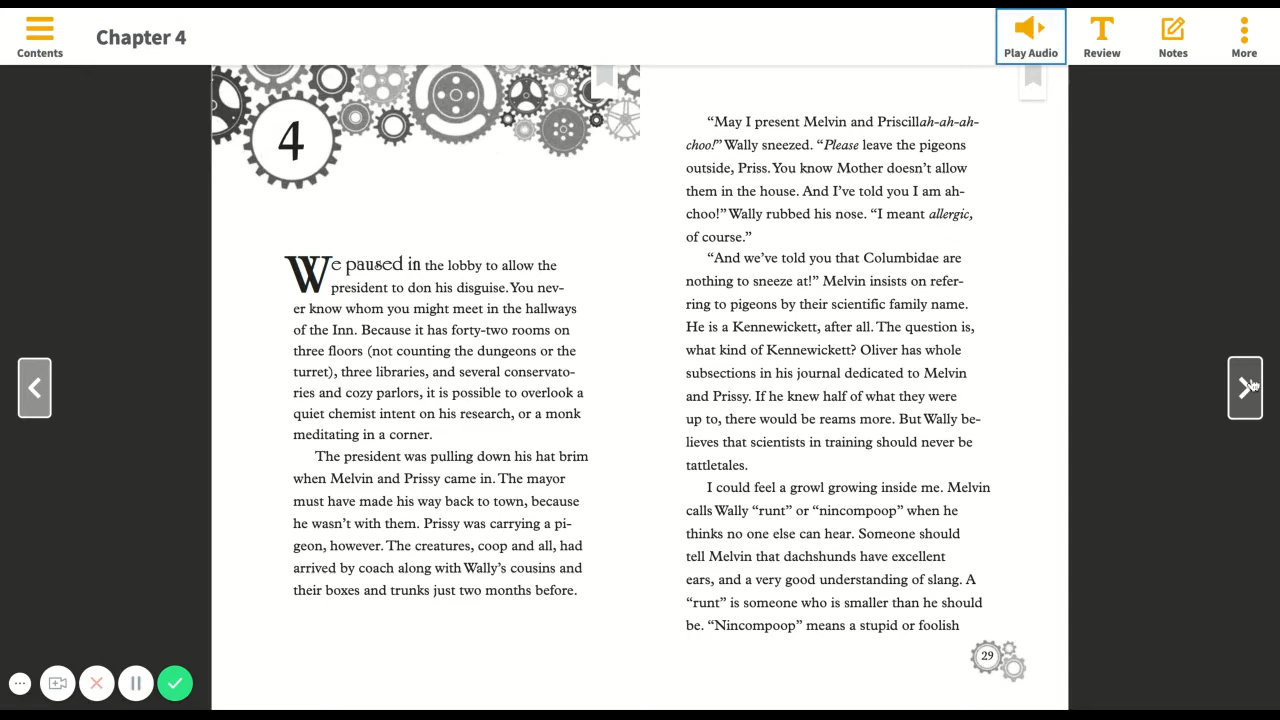 Contents
Chapter 4
Play Audio
Review
Notes
More
4
We paused in the lobby to allow the
president to don his disguise. You nev-
er know whom you might meet in the hallways
of the Inn. Because it has forty-two rooms on
three floors (not counting the dungeons or the
turret), three libraries, and several conservato-
ries and cozy parlors, it is possible to overlook a
quiet chemist intent on his research, or a monk
meditating in a corner.
The president was pulling down his hat brim
when Melvin and Prissy came in. The mayor
must have made his way back to town, because
he wasn’t with them. Prissy was carrying a pi-
geon, however. The creatures, coop and all, had
arrived by coach along with Wally’s cousins and
their boxes and trunks just two months before.
“May I present Melvin and Priscillah-ah-ah-
choo!” Wally sneezed. “Please leave the pigeons
outside, Priss. You know Mother doesn’t allow
them in the house. And I’ve told you I am ah-
choo!” Wally rubbed his nose. “I meant allergic,
of course.”
“And we’ve told you that Columbidae are
nothing to sneeze at!” Melvin insists on refer-
ring to pigeons by their scientific family name.
He is a Kennewickett, after all. The question is,
what kind of Kennewickett? Oliver has whole
subsections in his journal dedicated to Melvin
and Prissy. If he knew half of what they were
up to, there would be reams more. But Wally be-
lieves that scientists in training should never be
tattletales.
I could feel a growl growing inside me. Melvin
calls Wally “runt” or “nincompoop” when he
thinks no one else can hear. Someone should
tell Melvin that dachshunds have excellent
ears, and a very good understanding of slang. A
“runt” is someone who is smaller than he should
be. “Nincompoop” means a stupid or foolish
29